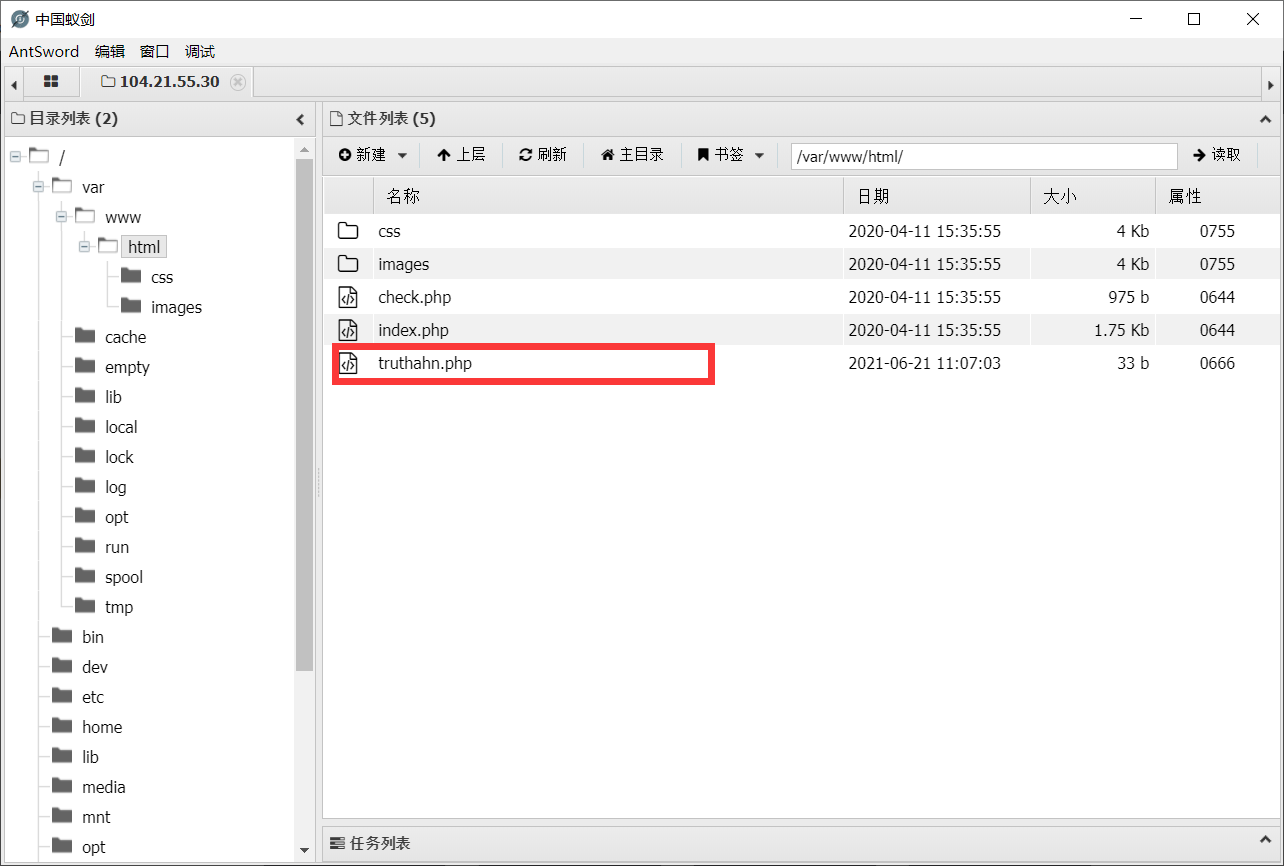 中国蚁剑
AntSword 编辑 窗口 调试
104.21.55.30
目录列表 (2)
/
var
www
html
css
images
cache
empty
lib
local
lock
log
opt
run
spool
tmp
bin
dev
etc
home
lib
media
mnt
opt
文件列表 (5)
新建 上层 刷新 主目录 书签 /var/www/html/ 读取
名称 日期 大小 属性
css 2020-04-11 15:35:55 4 Kb 0755
images 2020-04-11 15:35:55 4 Kb 0755
check.php 2020-04-11 15:35:55 975 b 0644
index.php 2020-04-11 15:35:55 1.75 Kb 0644
truthahn.php 2021-06-21 11:07:03 33 b 0666
任务列表